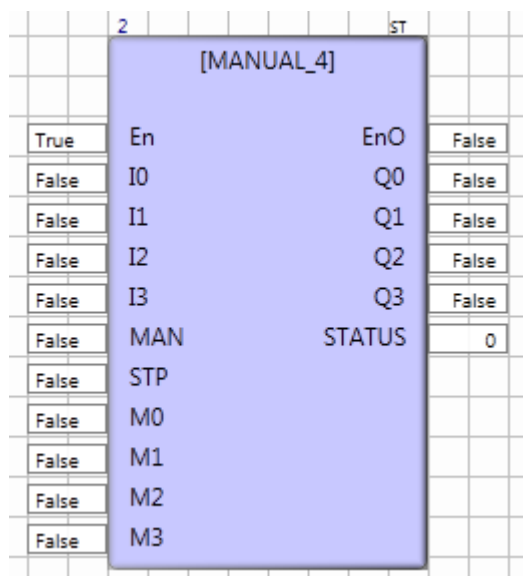 2 ST
[MANUAL_4]
True En EnO False
False I0 Q0 False
False I1 Q1 False
False I2 Q2 False
False I3 Q3 False
False MAN STATUS 0
False STP
False M0
False M1
False M2
False M3